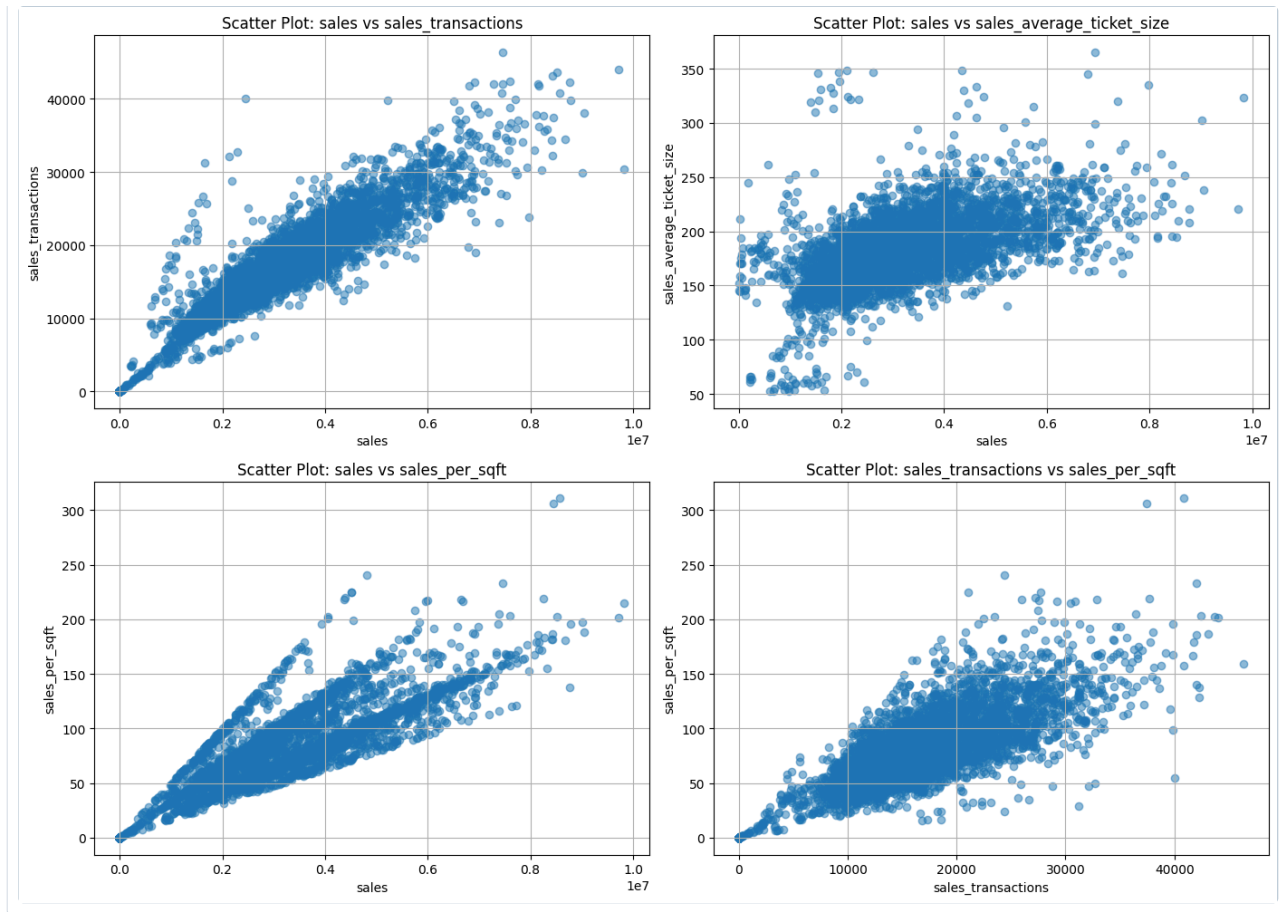 Scatter Plot: sales vs sales_transactions
sales_transactions
40000
30000
20000
10000
0
0.0 0.2 0.4 0.6 0.8 1.0
1e7
sales
Scatter Plot: sales vs sales_average_ticket_size
sales_average_ticket_size
350
300
250
200
150
100
50
0.0 0.2 0.4 0.6 0.8 1.0
1e7
sales
Scatter Plot: sales vs sales_per_sqft
sales_per_sqft
300
250
200
150
100
50
0
0.0 0.2 0.4 0.6 0.8 1.0
1e7
sales
Scatter Plot: sales_transactions vs sales_per_sqft
sales_per_sqft
300
250
200
150
100
50
0
0 10000 20000 30000 40000
sales_transactions